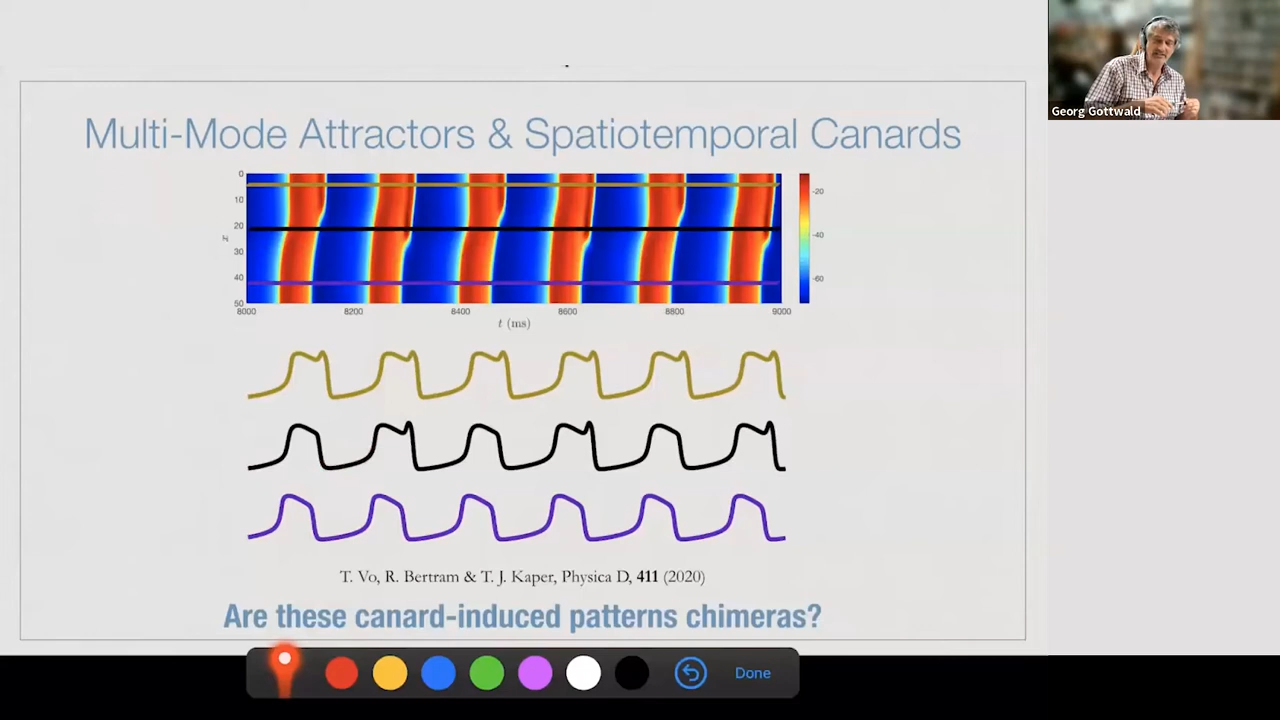 Georg Gottwald
Multi-Mode Attractors & Spatiotemporal Canards
0
10
20
30
40
50
x
8000
8200
8400
8600
8800
9000
t (ms)
-20
-40
-60
T. Vo, R. Bertram & T. J. Kaper, Physica D, 411 (2020)
Are these canard-induced patterns chimeras?
Done